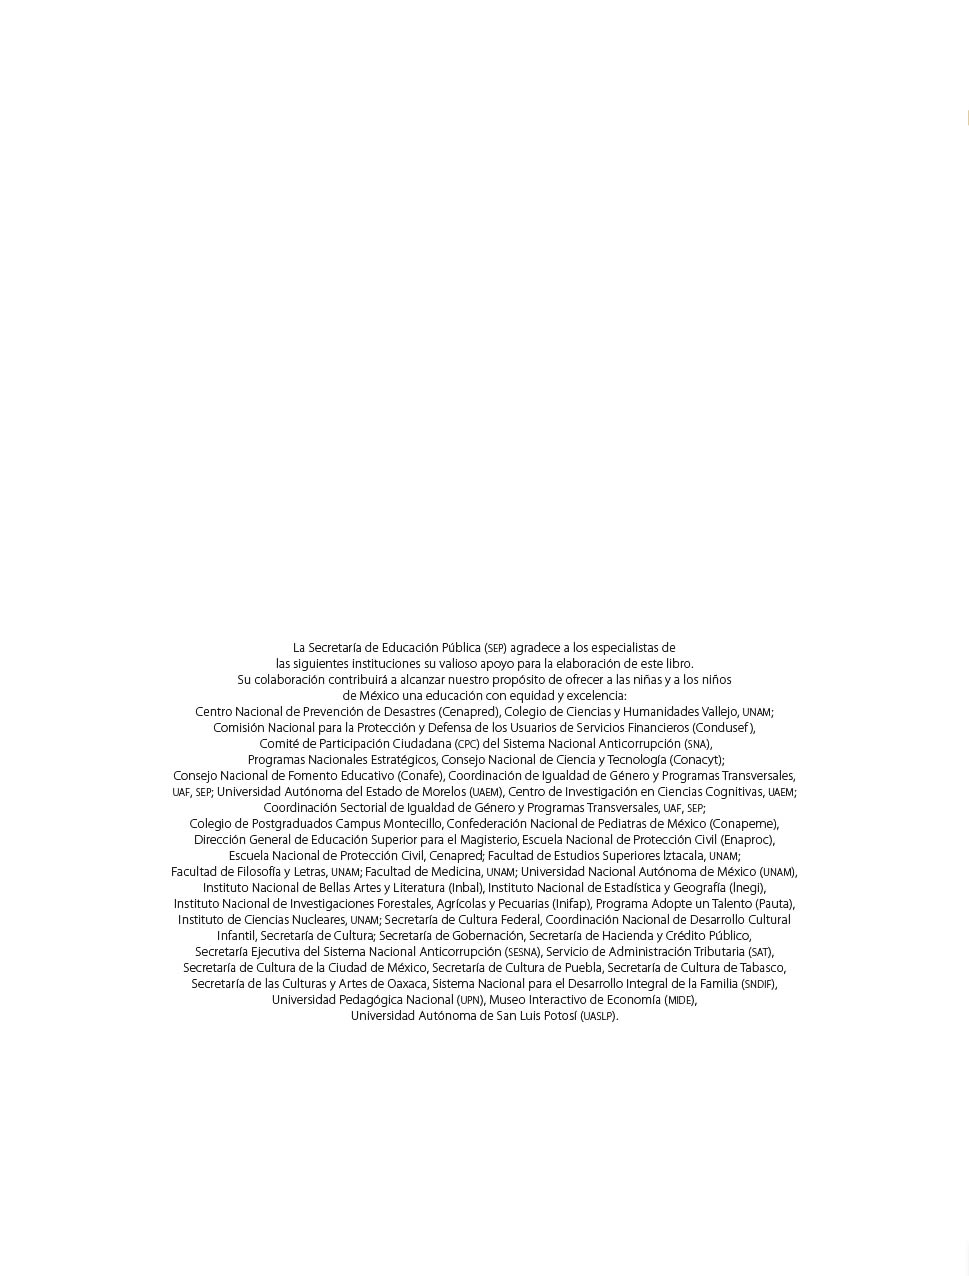 La Secretaría de Educación Pública (SEP) agradece a los especialistas de
las siguientes instituciones su valioso apoyo para la elaboración de este libro.
Su colaboración contribuirá a alcanzar nuestro propósito de ofrecer a las niñas y a los niños
de México una educación con equidad y excelencia:
Centro Nacional de Prevención de Desastres (Cenapred), Colegio de Ciencias y Humanidades Vallejo, UNAM;
Comisión Nacional para la Protección y Defensa de los Usuarios de Servicios Financieros (Condusef),
Comité de Participación Ciudadana (CPC) del Sistema Nacional Anticorrupción (SNA),
Programas Nacionales Estratégicos, Consejo Nacional de Ciencia y Tecnología (Conacyt);
Consejo Nacional de Fomento Educativo (Conafe), Coordinación de Igualdad de Género y Programas Transversales,
UAF, SEP; Universidad Autónoma del Estado de Morelos (UAEM), Centro de Investigación en Ciencias Cognitivas, UAEM;
Coordinación Sectorial de Igualdad de Género y Programas Transversales, UAF, SEP;
Colegio de Postgraduados Campus Montecillo, Confederación Nacional de Pediatras de México (Conapeme),
Dirección General de Educación Superior para el Magisterio, Escuela Nacional de Protección Civil (Enaproc),
Escuela Nacional de Protección Civil, Cenapred; Facultad de Estudios Superiores Iztacala, UNAM;
Facultad de Filosofía y Letras, UNAM; Facultad de Medicina, UNAM; Universidad Nacional Autónoma de México (UNAM),
Instituto Nacional de Bellas Artes y Literatura (Inbal), Instituto Nacional de Estadística y Geografía (Inegi),
Instituto Nacional de Investigaciones Forestales, Agrícolas y Pecuarias (Inifap), Programa Adopte un Talento (Pauta),
Instituto de Ciencias Nucleares, UNAM; Secretaría de Cultura Federal, Coordinación Nacional de Desarrollo Cultural
Infantil, Secretaría de Cultura; Secretaría de Gobernación, Secretaría de Hacienda y Crédito Público,
Secretaría Ejecutiva del Sistema Nacional Anticorrupción (SESNA), Servicio de Administración Tributaria (SAT),
Secretaría de Cultura de la Ciudad de México, Secretaría de Cultura de Puebla, Secretaría de Cultura de Tabasco,
Secretaría de las Culturas y Artes de Oaxaca, Sistema Nacional para el Desarrollo Integral de la Familia (SNDIF),
Universidad Pedagógica Nacional (UPN), Museo Interactivo de Economía (MIDE),
Universidad Autónoma de San Luis Potosí (UASLP).